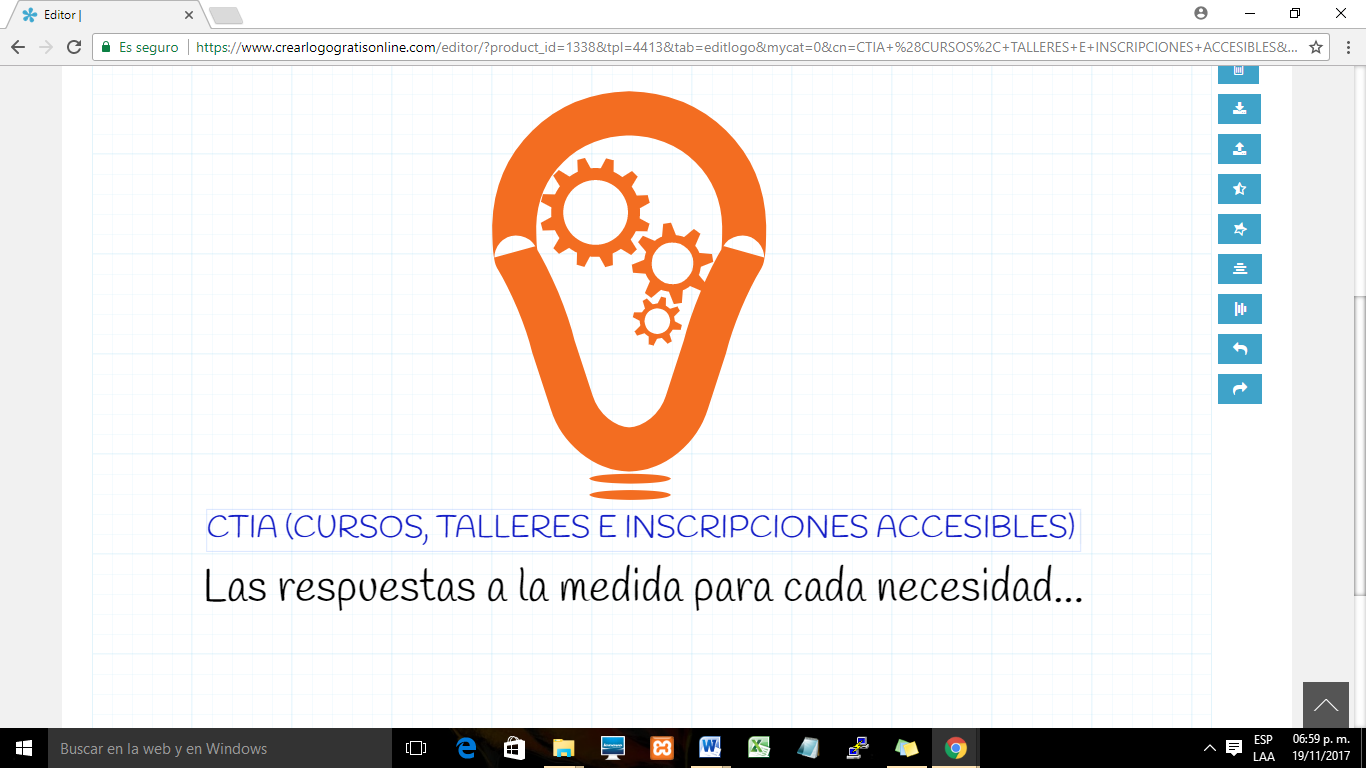 Editor |
Es seguro
https://www.crearlogogratisonline.com/editor/?product_id=1338&tpl=4413&tab=editlogo&mycat=0&cn=CTIA+%28CURSOS%2C+TALLERES+E+INSCRIPCIONES+ACCESIBLES&...
CTIA (CURSOS, TALLERES E INSCRIPCIONES ACCESIBLES)
Las respuestas a la medida para cada necesidad...
Buscar en la web y en Windows
ESP
LAA
06:59 p. m.
19/11/2017